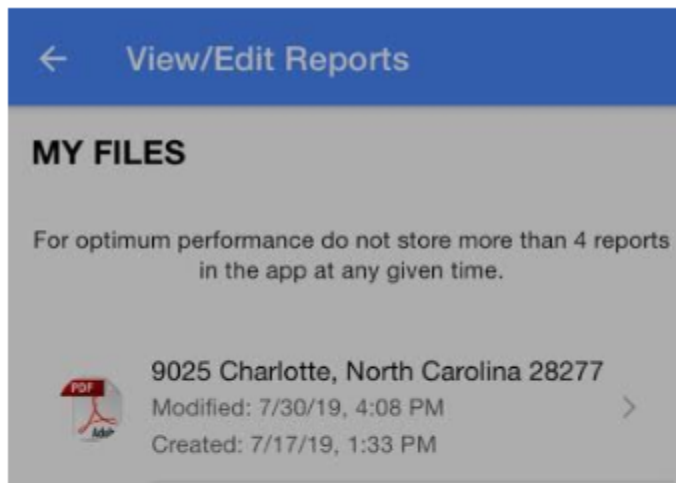 View/Edit Reports
MY FILES
For optimum performance do not store more than 4 reports
in the app at any given time.
PDF
9025 Charlotte, North Carolina 28277
Modified: 7/30/19, 4:08 PM
Created: 7/17/19, 1:33 PM
Adobe